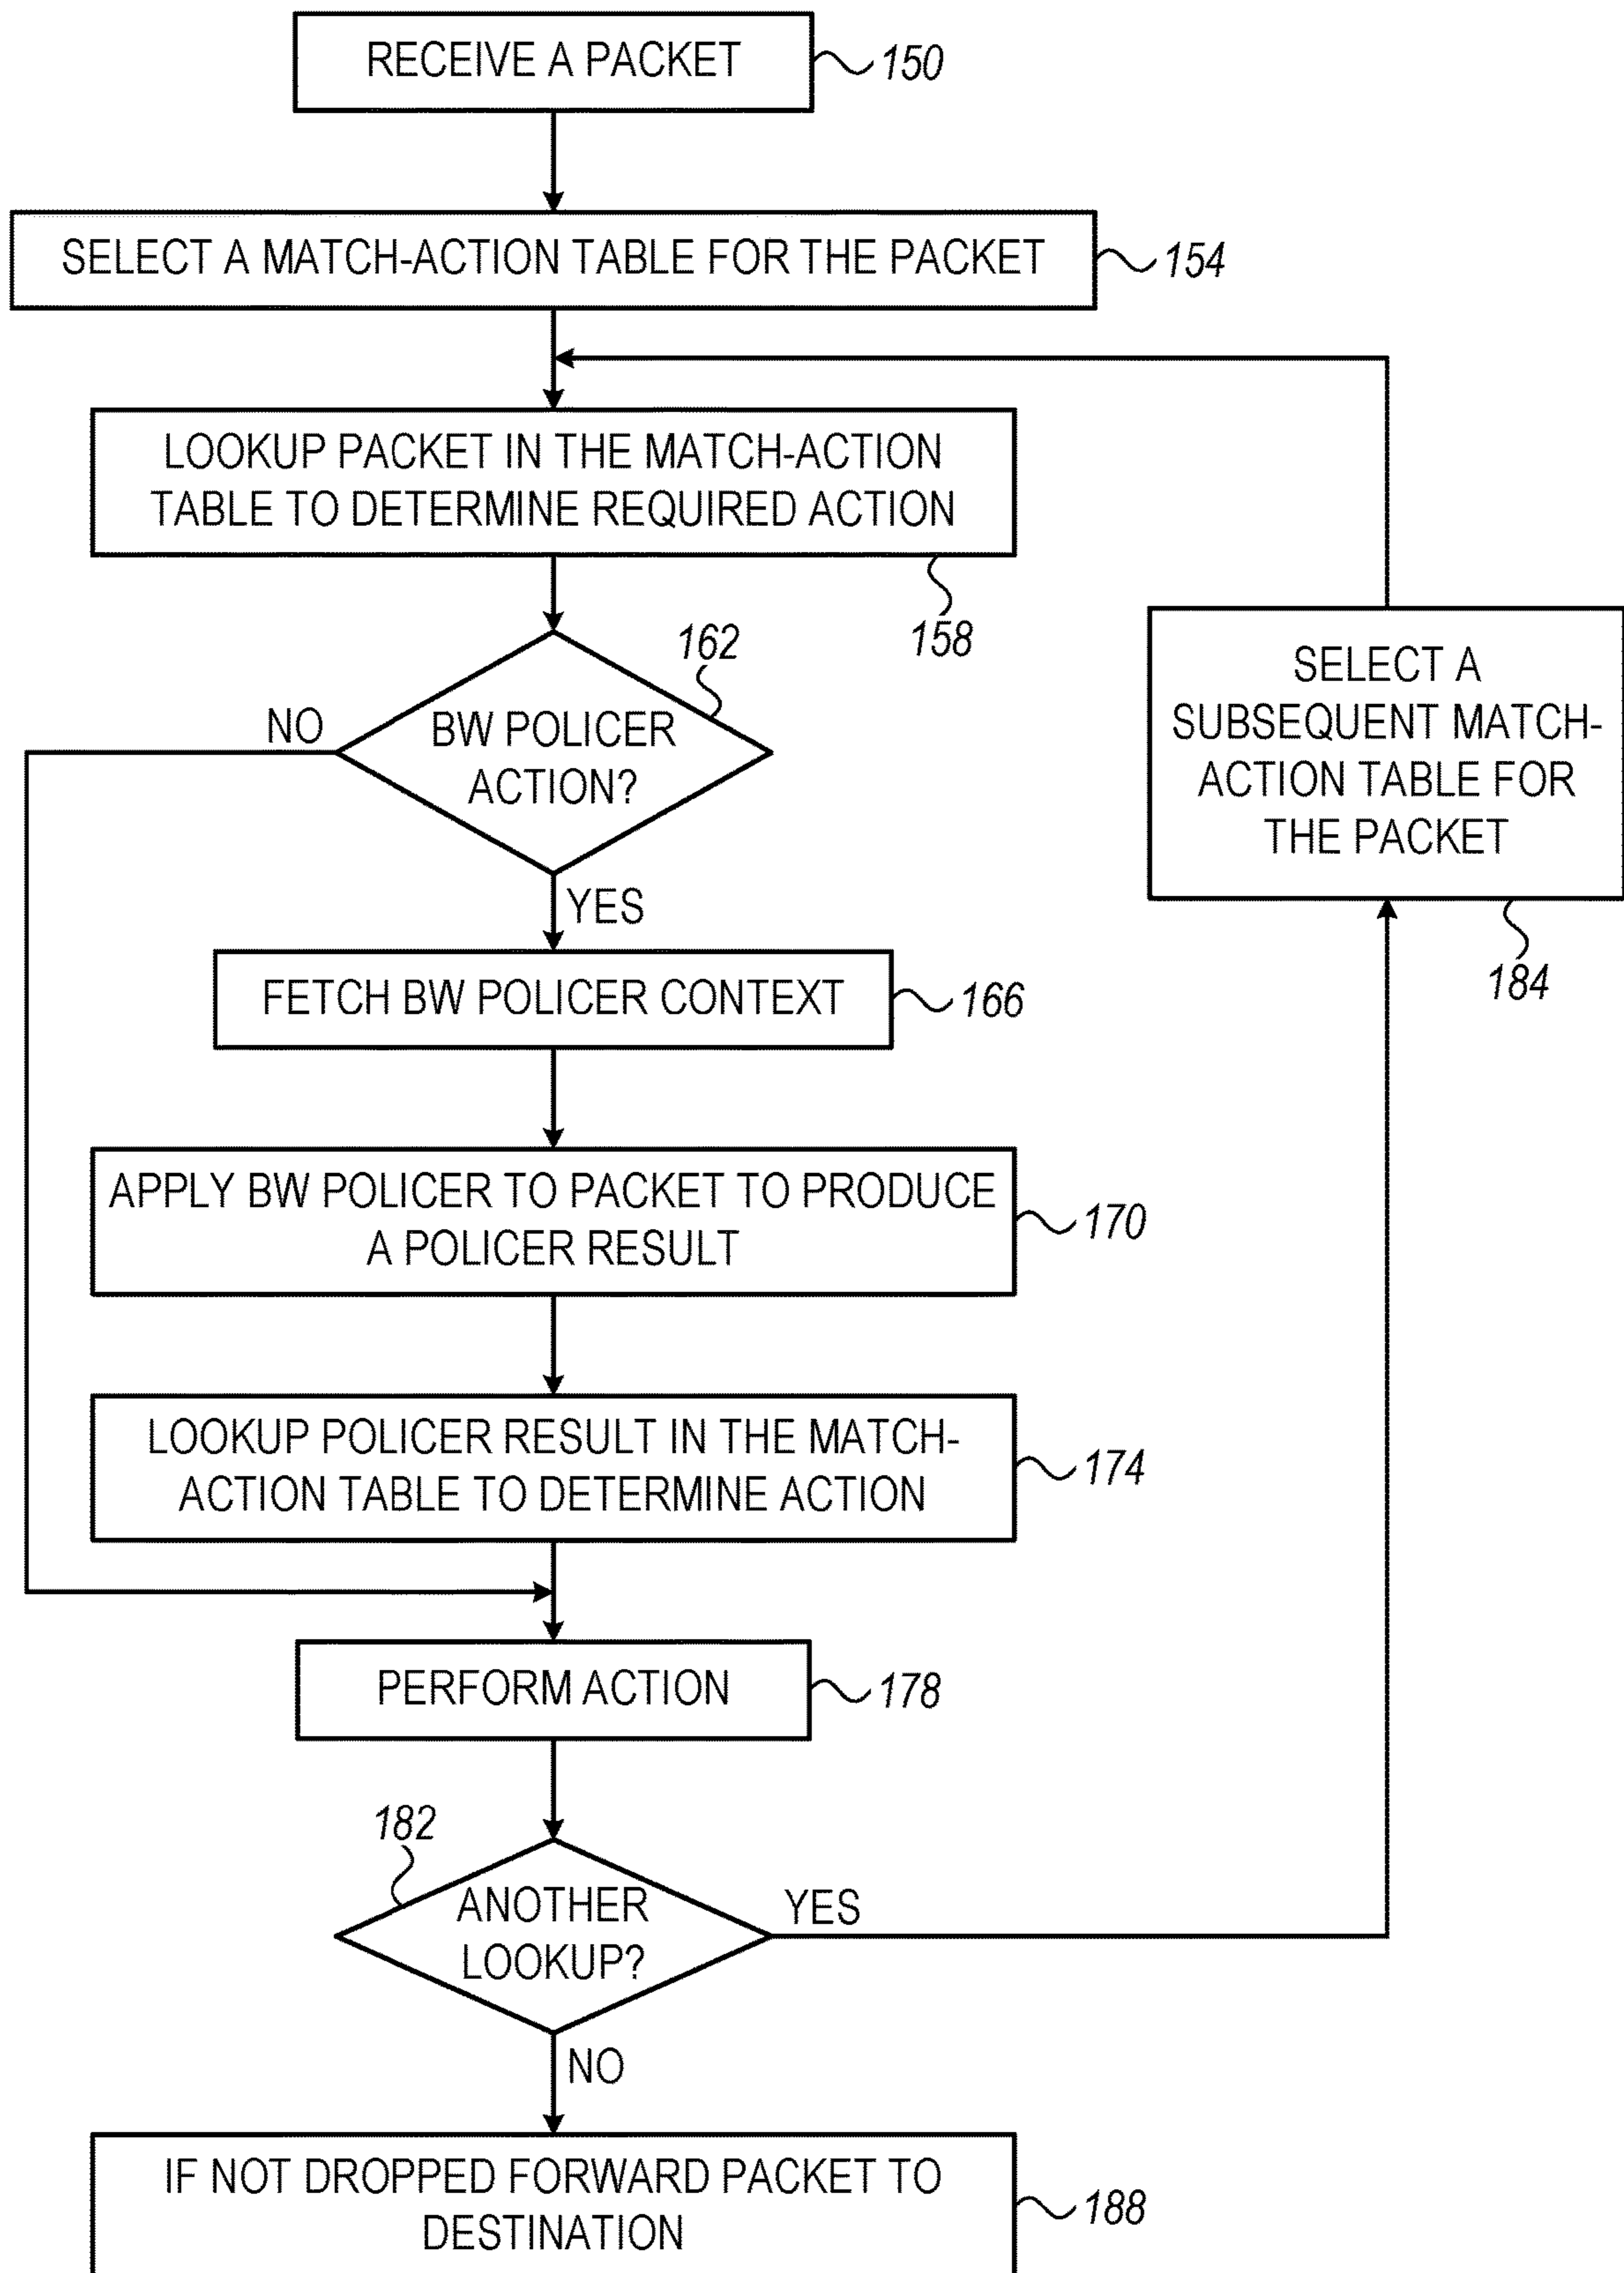 RECEIVE A PACKET
150
SELECT A MATCH-ACTION TABLE FOR THE PACKET
154
LOOKUP PACKET IN THE MATCH-ACTION
TABLE TO DETERMINE REQUIRED ACTION
158
162
BW POLICER
ACTION?
NO
YES
FETCH BW POLICER CONTEXT
166
APPLY BW POLICER TO PACKET TO PRODUCE
A POLICER RESULT
170
LOOKUP POLICER RESULT IN THE MATCH-
ACTION TABLE TO DETERMINE ACTION
174
PERFORM ACTION
178
182
ANOTHER
LOOKUP?
YES
NO
SELECT A
SUBSEQUENT MATCH-
ACTION TABLE FOR
THE PACKET
184
IF NOT DROPPED FORWARD PACKET TO
DESTINATION
188